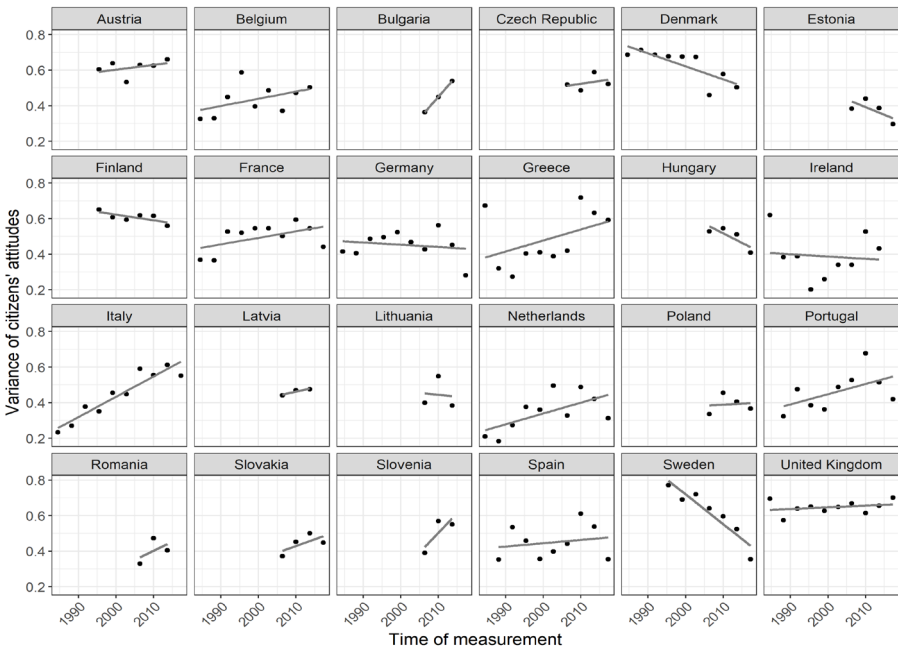 Austria Belgium Bulgaria Czech Republic Denmark Estonia
0.8
0.6
0.4
0.2
Finland France Germany Greece Hungary Ireland
0.8
0.6
0.4
0.2
Italy Latvia Lithuania Netherlands Poland Portugal
0.8
0.6
0.4
0.2
Romania Slovakia Slovenia Spain Sweden United Kingdom
0.8
0.6
0.4
0.2
1990 2000 2010 1990 2000 2010 1990 2000 2010 1990 2000 2010 1990 2000 2010 1990 2000 2010
Time of measurement
Variance of citizens' attitudes